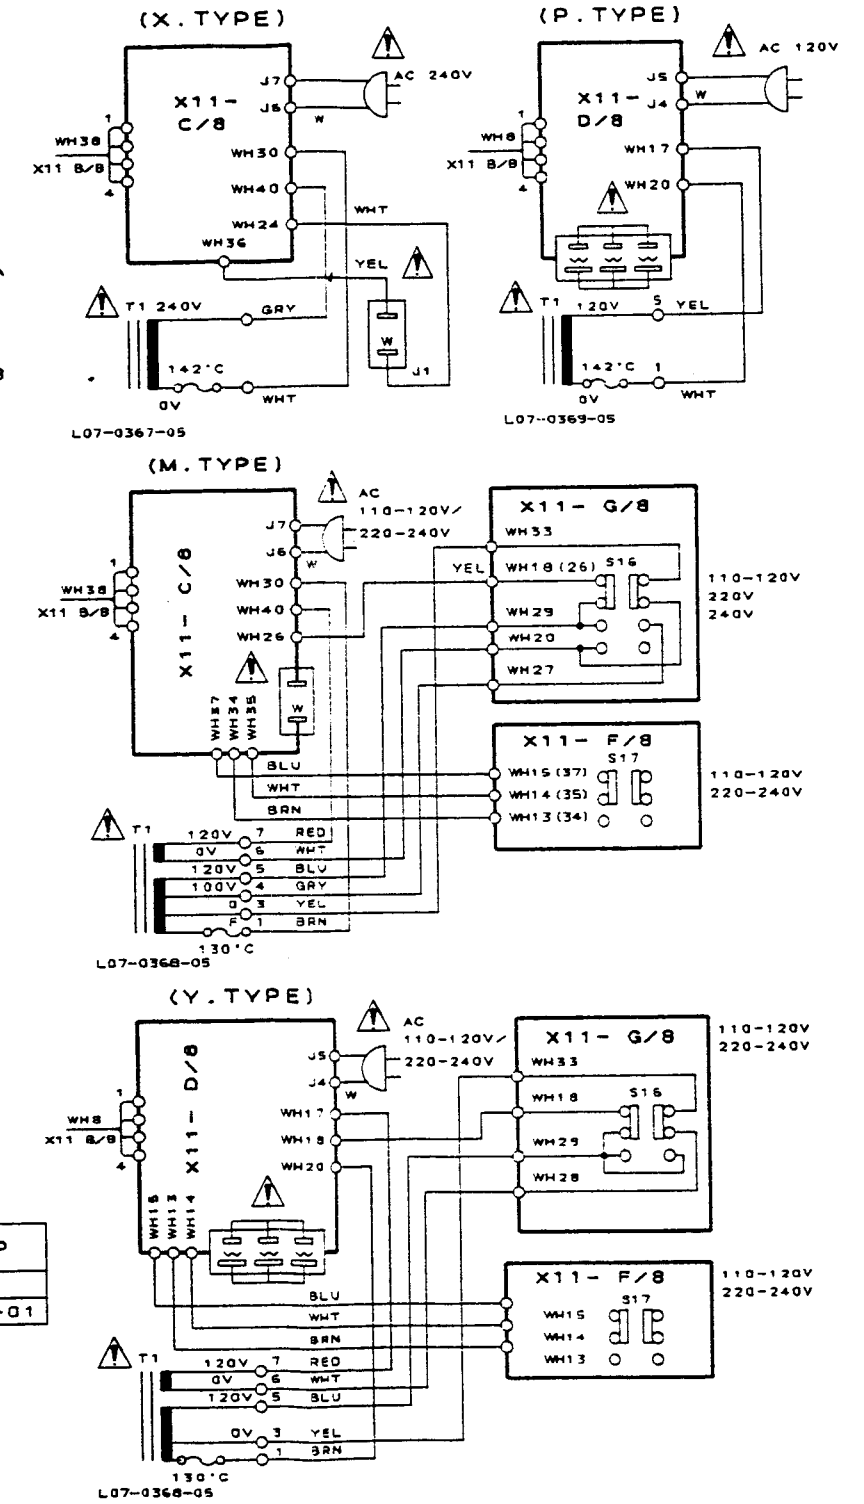 (X.TYPE)
AC 240V
J7
J6
W
X11-
C/8
1
WH38
X11 B/8
4
WH30
WH40
WH24
WHT
WH36
YEL
T1 240V
GRY
142°C
0V
WHT
W
J1
L07-0367-05
(P.TYPE)
AC 120V
J5
J4
W
X11-
D/8
1
WH8
X11 B/8
4
WH17
WH20
T1
120V
5
YEL
142°C
1
0V
WHT
L07-0369-05
(M.TYPE)
AC
110-120V/
220-240V
J7
J6
W
X11- C/8
1
WH38
X11 B/8
4
WH30
WH40
WH26
WH37
WH34
WH35
W
YEL
X11- G/8
WH33
WH18(26)
S16
WH29
WH20
WH27
110-120V
220V
240V
X11- F/8
S17
WH15(37)
WH14(35)
WH13(34)
110-120V
220-240V
BLU
WHT
BRN
T1
120V 7 RED
0V 6 WHT
120V 5 BLU
100V 4 GRY
0 3 YEL
F 1 BRN
130°C
L07-0368-05
(Y.TYPE)
AC
110-120V/
220-240V
J5
J4
W
X11- D/8
1
WH8
X11 B/8
4
WH17
WH18
WH20
WH15
WH13
WH14
X11- G/8
WH33
WH18
S16
WH29
WH28
110-120V
220-240V
X11- F/8
S17
WH15
WH14
WH13
110-120V
220-240V
BLU
WHT
BRN
T1
120V 7 RED
0V 6 WHT
120V 5 BLU
0V 3 YEL
1 BRN
130°C
L07-0368-05
-01